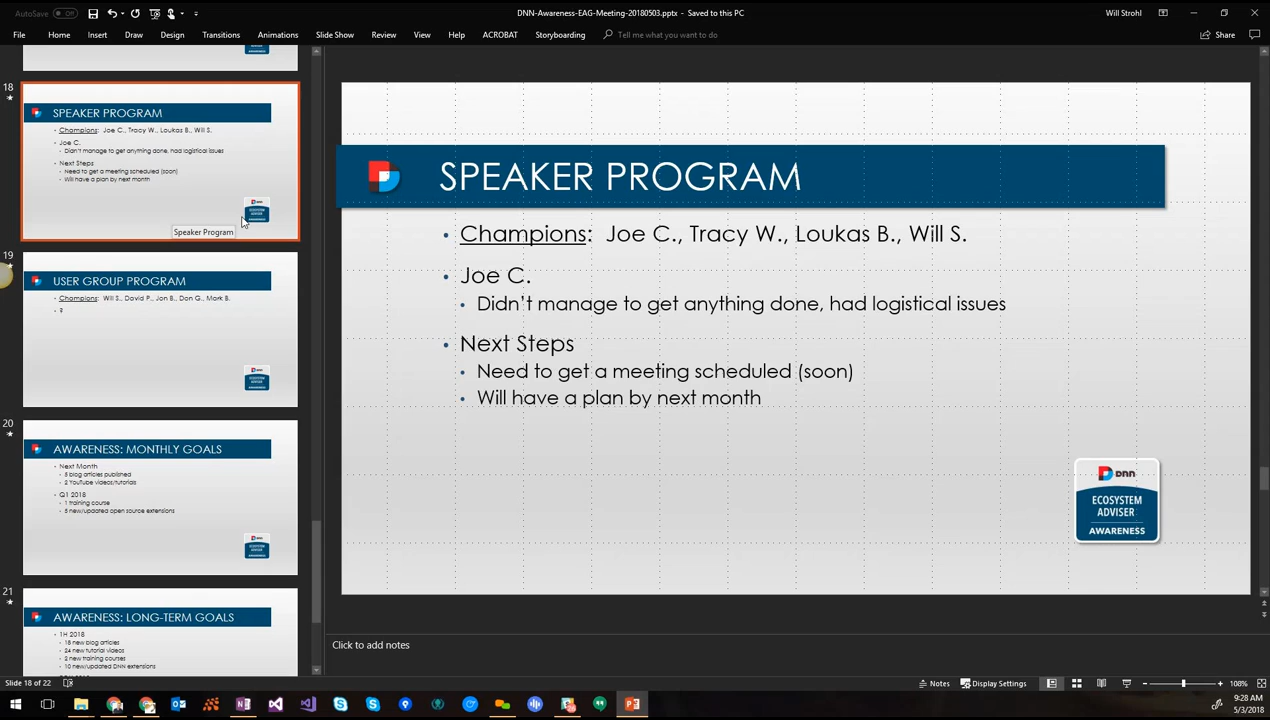 AutoSave Off
DNN-Awareness-EAG-Meeting-20180503.pptx - Saved to this PC
Will Strohl
File Home Insert Draw Design Transitions Animations Slide Show Review View Help ACROBAT Storyboarding Tell me what you want to do Share
18
SPEAKER PROGRAM
Champions: Joe C., Tracy W., Loukas B., Will S.
Joe C.
Didn't manage to get anything done, had logistical issues
Next Steps
Need to get a meeting scheduled (soon)
Will have a plan by next month
dnn
ECOSYSTEM
ADVISER
AWARENESS
Speaker Program
19
USER GROUP PROGRAM
Champions: Will S., David P., Jon B., Don G., Mark B.
?
20
AWARENESS: MONTHLY GOALS
Next Month
5 blog articles published
2 YouTube videos/tutorials
Q1 2018
1 training course
5 new/updated open source extensions
21
AWARENESS: LONG-TERM GOALS
1H 2018
18 new blog articles
24 new tutorial videos
2 new training courses
10 new/updated DNN extensions
SPEAKER PROGRAM
• Champions: Joe C., Tracy W., Loukas B., Will S.
• Joe C.
• Didn't manage to get anything done, had logistical issues
• Next Steps
• Need to get a meeting scheduled (soon)
• Will have a plan by next month
dnn
ECOSYSTEM
ADVISER
AWARENESS
Click to add notes
Slide 18 of 22
Notes Display Settings 108%
9:28 AM
5/3/2018